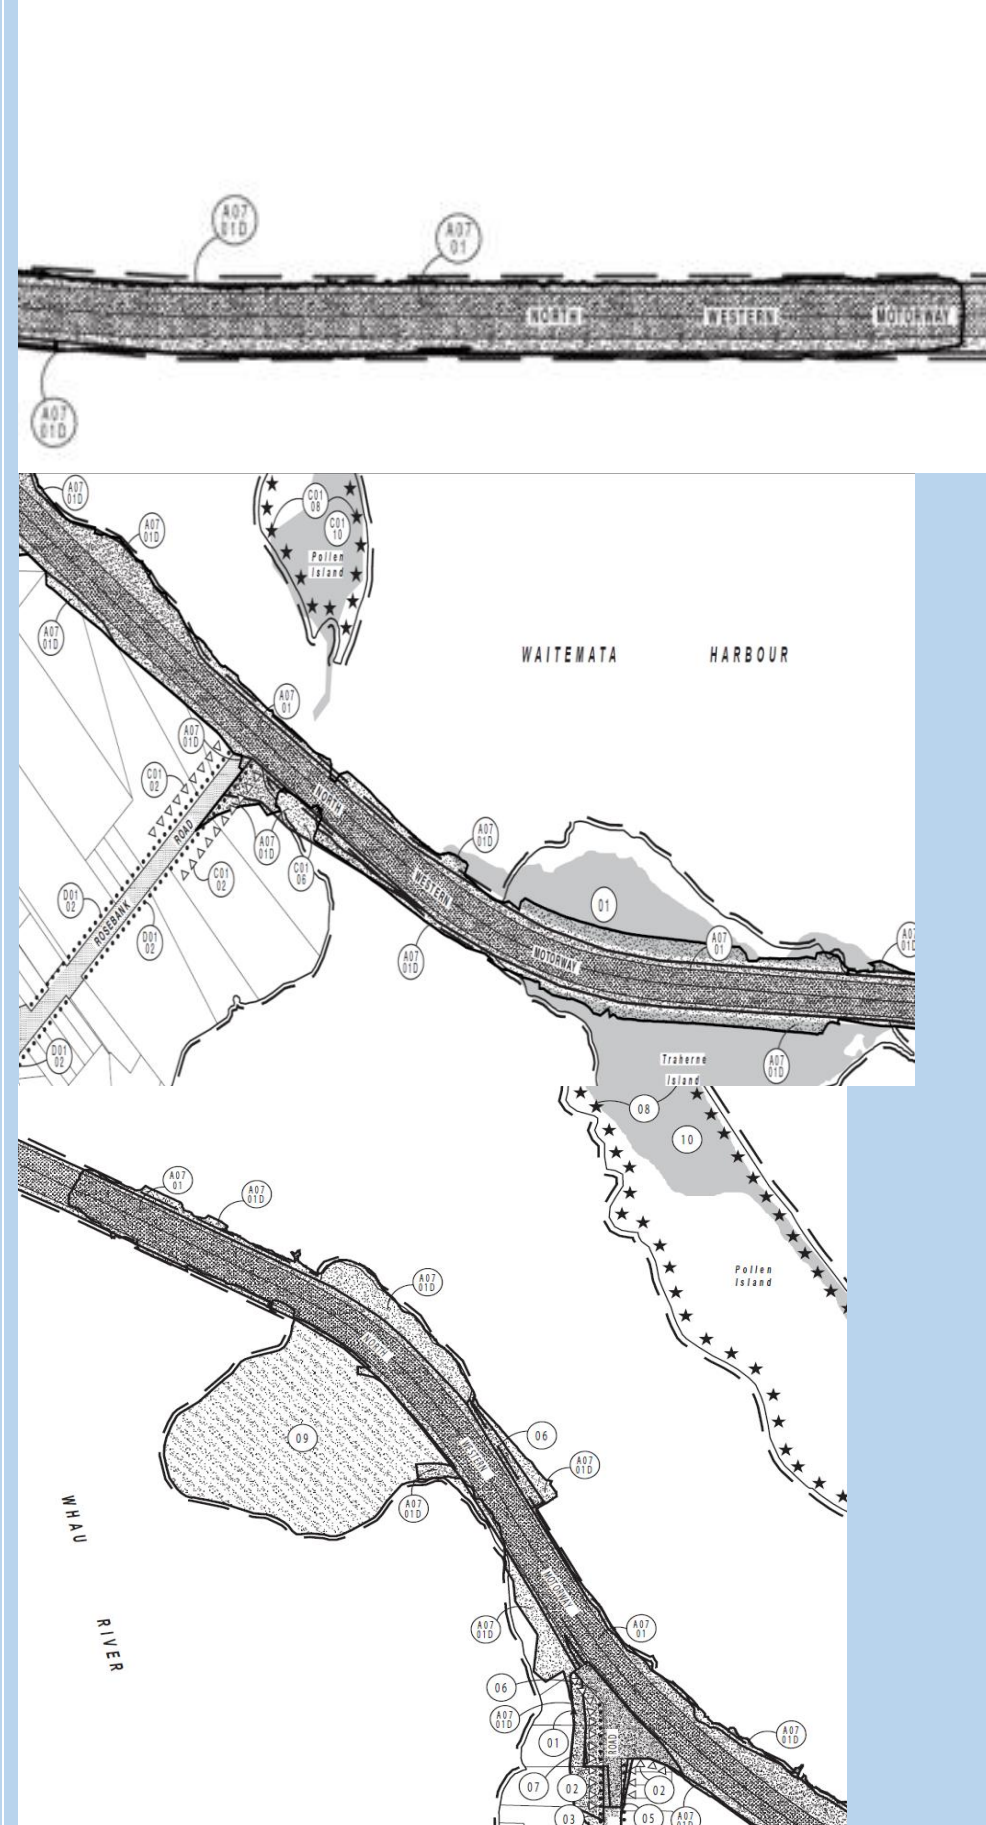 A07
01D
A07
01
NORTH WESTERN MOTORWAY
A07
01D
A07
01D
A07
01D
C01
08
C01
10
Pollen
Island
A07
01D
WAITEMATA HARBOUR
A07
01
A07
01D
C01
02
NORTH
ROAD
A07
01D
C01
06
C01
02
A07
01D
WESTERN
D01
02
ROSEBANK
D01
02
01
A07
01
A07
01D
MOTORWAY
A07
01D
D01
02
Traherne
Island
A07
01D
08
10
A07
01
A07
01D
Pollen
Island
A07
01D
NORTH
09
06
WESTERN
A07
01D
A07
01D
WHAU
RIVER
MOTORWAY
A07
01D
A07
01
06
A07
01D
01
ROAD
A07
01D
07
02
02
03
05
A07
01D